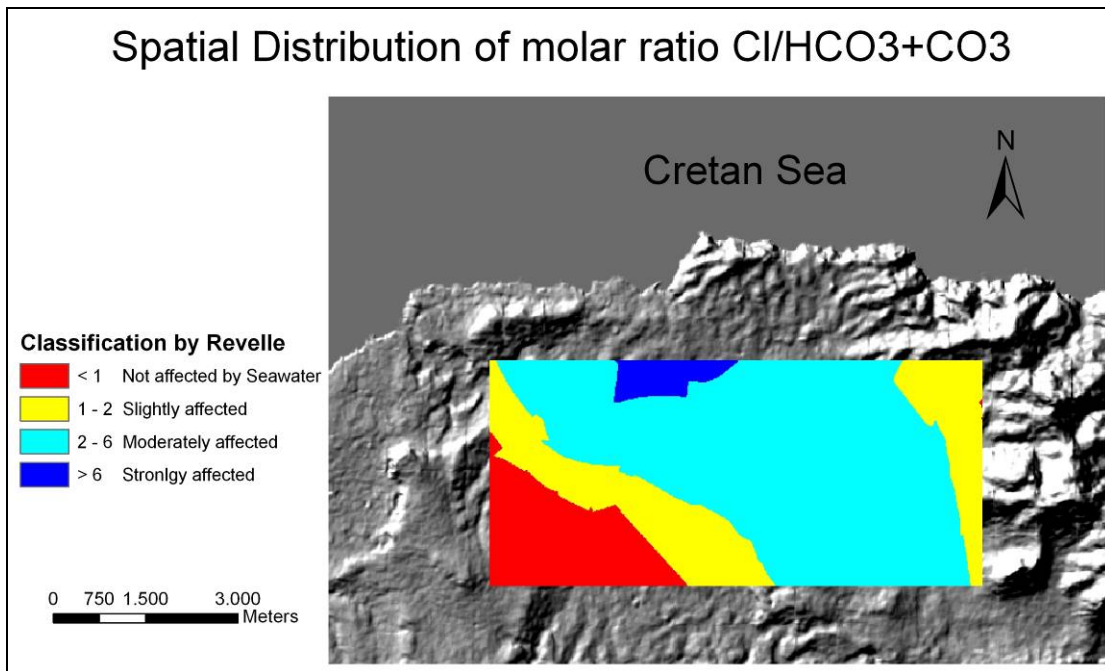 Spatial Distribution of molar ratio Cl/HCO3+CO3
Cretan Sea
N
Classification by Revelle
< 1 Not affected by Seawater
1 - 2 Slightly affected
2 - 6 Moderately affected
> 6 Stronlgy affected
0 750 1.500 3.000
Meters